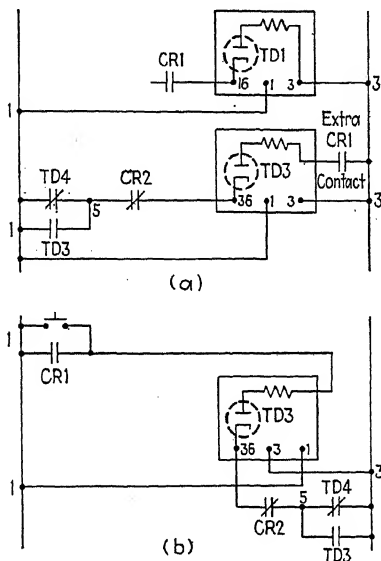 TD1
CR1
16 1 3
3
1
Extra
CR1
Contact
TD4
CR2
TD3
5
36 1 3
3
1
TD3
(a)
1
CR1
TD3
36 3 1
3
1
5
TD4
CR2
TD3
(b)